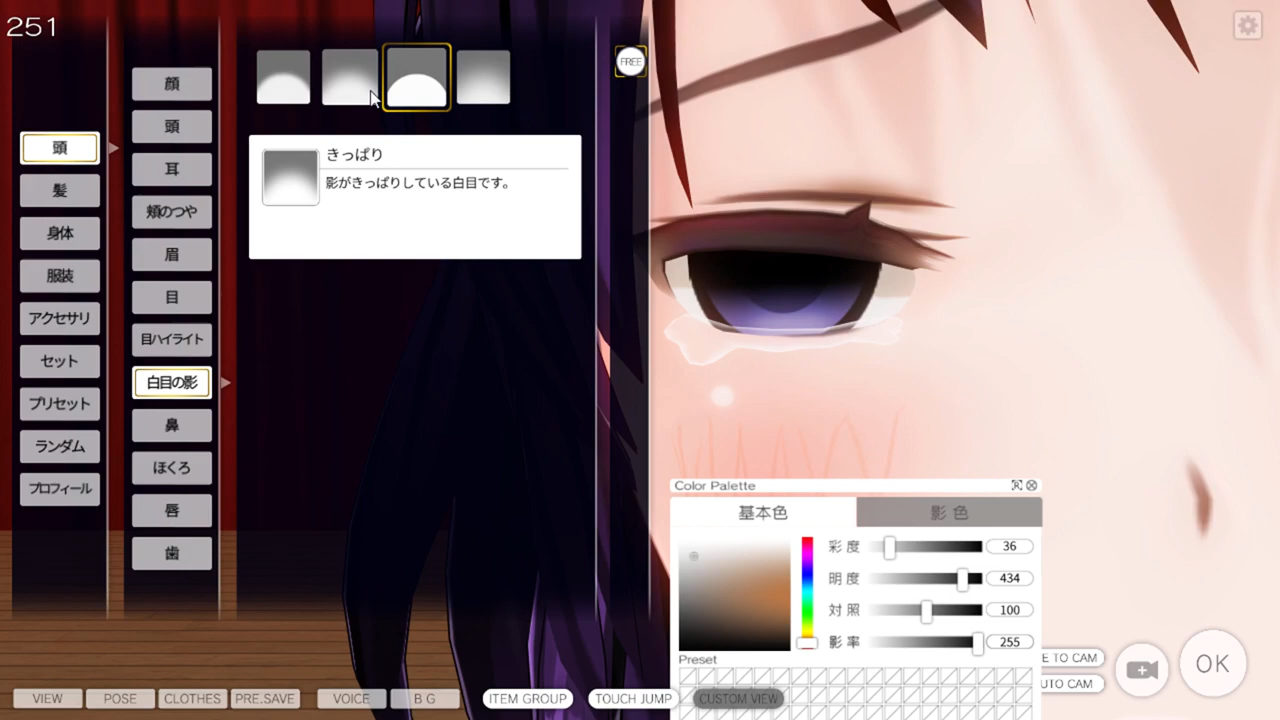 251
頭
髪
身体
服装
アクセサリ
セット
プリセット
ランダム
プロフィール
顔
頭
耳
頬のつや
眉
目
目ハイライト
白目の影
鼻
ほくろ
唇
歯
きっぱり
影がきっぱりしている白目です。
FREE
Color Palette
基本色
影色
彩度 36
明度 434
対照 100
影率 255
Preset
E TO CAM
UTO CAM
OK
VIEW
POSE
CLOTHES
PRE.SAVE
VOICE
B G
ITEM GROUP
TOUCH JUMP
CUSTOM VIEW